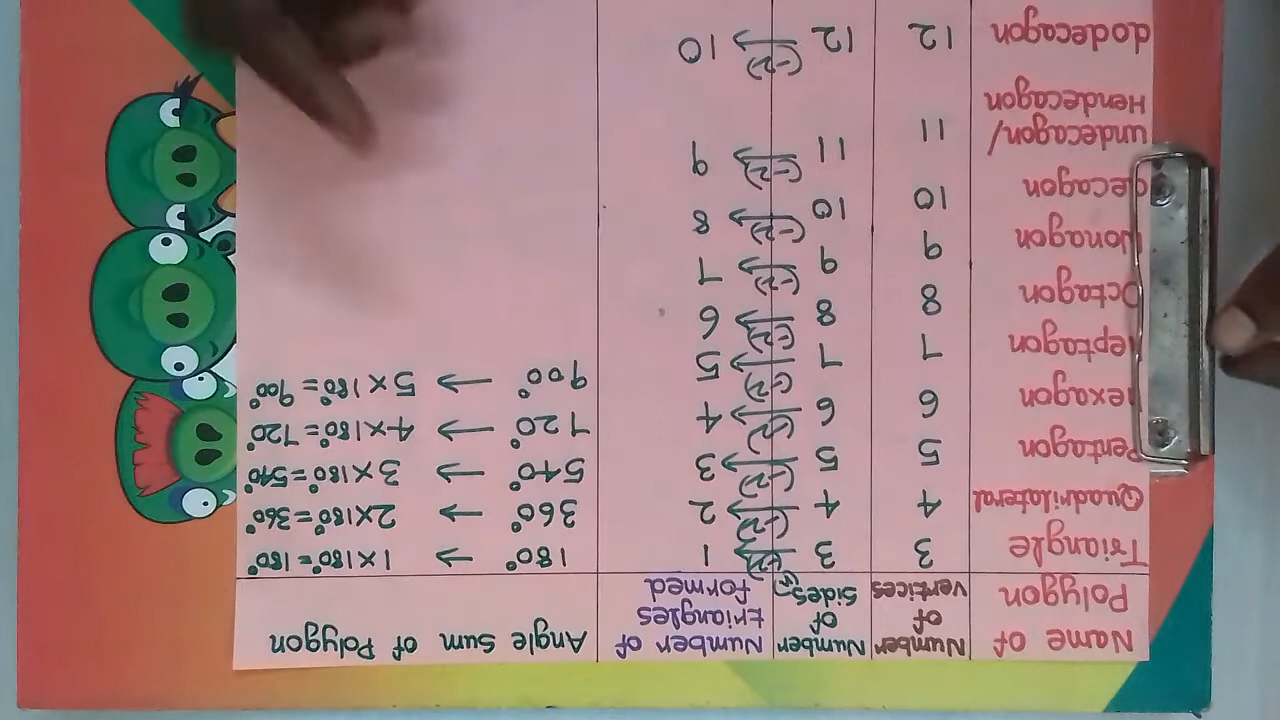 Name of Polygon | Number of vertices | Number of sides(n) | Number of triangles formed | Angle Sum of Polygon
Triangle 3 3 (-2)→ 1 180° → 1×180°=180°
Quadrilateral 4 4 (-2)→ 2 360° → 2×180°=360°
Pentagon 5 5 (-2)→ 3 540° → 3×180°=540°
hexagon 6 6 (-2)→ 4 720° → 4×180°=720°
heptagon 7 7 (-2)→ 5 900° → 5×180°=900°
Octagon 8 8 (-2)→ 6
Nonagon 9 9 (-2)→ 7
decagon 10 10 (-2)→ 8
undecagon/ Hendecagon 11 11 (-2)→ 9
dodecagon 12 12 (-2)→ 10